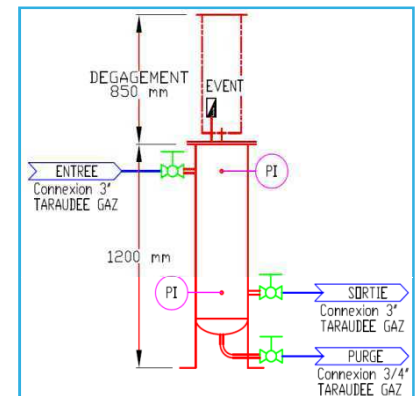 DEGAGEMENT
850 mm
EVENT
ENTREE
Connexion 3"
TARAUDEE GAZ
PI
1200 mm
PI
SORTIE
Connexion 3"
TARAUDEE GAZ
PURGE
Connexion 3/4"
TARAUDEE GAZ